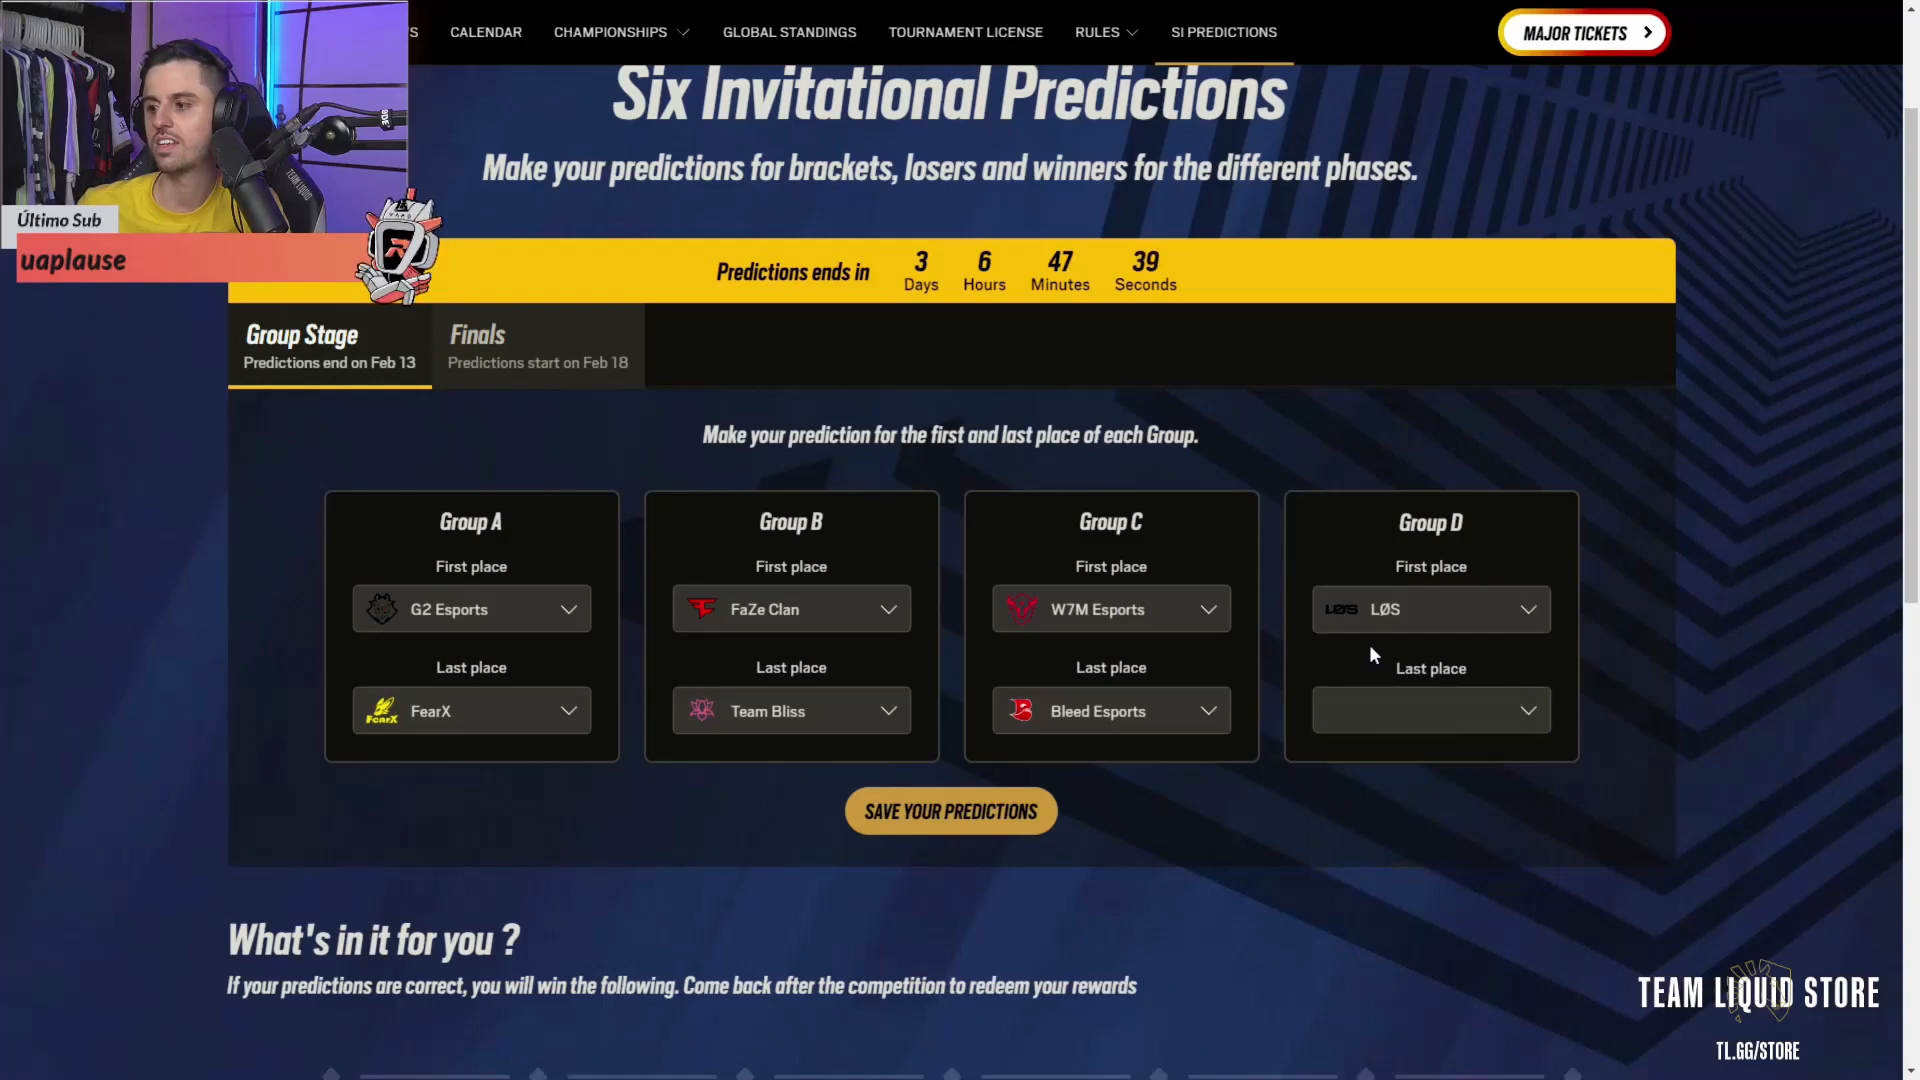 S
CALENDAR
CHAMPIONSHIPS
GLOBAL STANDINGS
TOURNAMENT LICENSE
RULES
SI PREDICTIONS
MAJOR TICKETS
Six Invitational Predictions
Make your predictions for brackets, losers and winners for the different phases.
Último Sub
uaplause
Predictions ends in
3 Days
6 Hours
47 Minutes
39 Seconds
Group Stage
Predictions end on Feb 13
Finals
Predictions start on Feb 18
Make your prediction for the first and last place of each Group.
Group A
First place
G2 Esports
Last place
FearX
FearX
Group B
First place
FaZe Clan
Last place
Team Bliss
Group C
First place
W7M Esports
Last place
Bleed Esports
Group D
First place
LØS
LØS
Last place
SAVE YOUR PREDICTIONS
What's in it for you ?
If your predictions are correct, you will win the following. Come back after the competition to redeem your rewards
TEAM LIQUID STORE
TL.GG/STORE